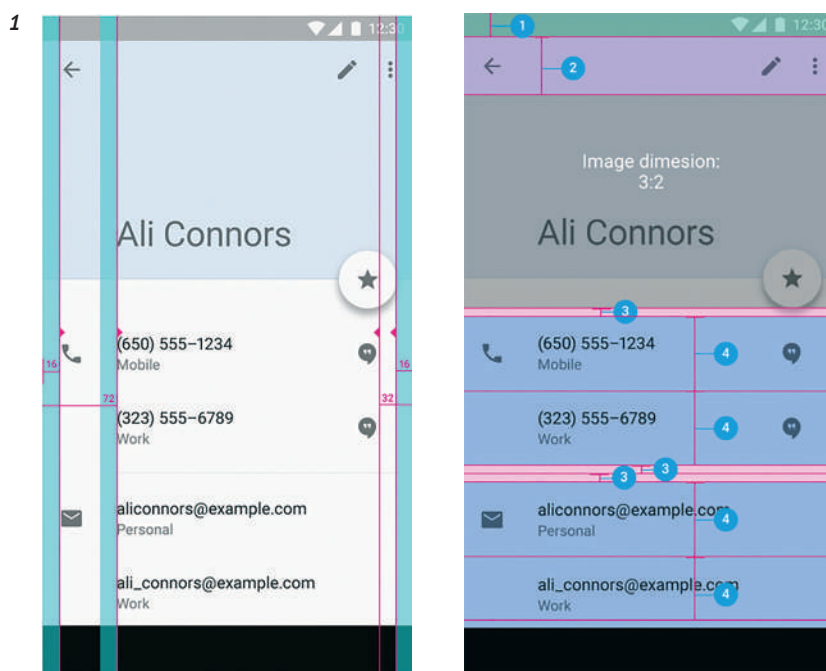 1
12:30
Ali Connors
(650) 555–1234
Mobile
16
16
72
32
(323) 555–6789
Work
aliconnors@example.com
Personal
ali_connors@example.com
Work
1
12:30
2
Image dimesion:
3:2
Ali Connors
3
(650) 555–1234
4
Mobile
(323) 555–6789
4
Work
3
3
aliconnors@example.com
4
Personal
ali_connors@example.com
4
Work